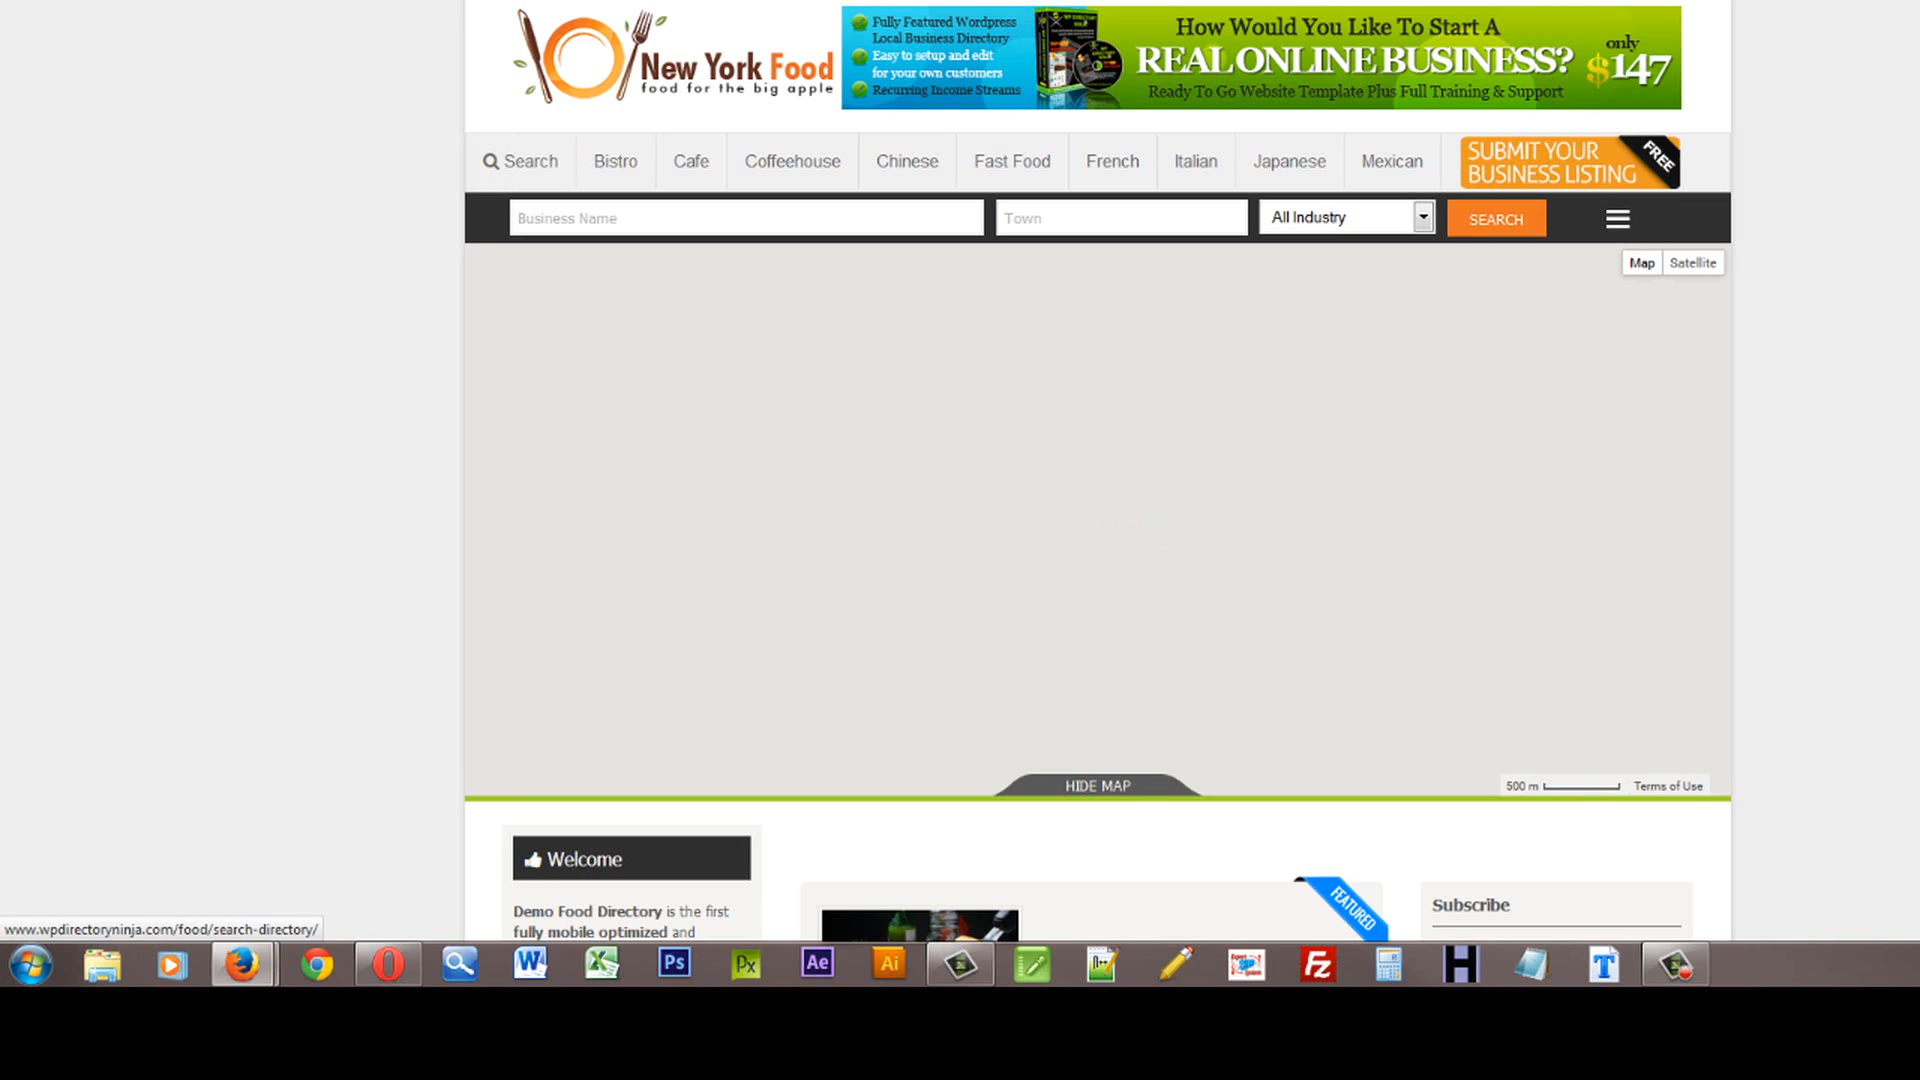 New York Food
food for the big apple
Fully Featured Wordpress
Local Business Directory
Easy to setup and edit
for your own customers
Recurring Income Streams
How Would You Like To Start A
REAL ONLINE BUSINESS?
Ready To Go Website Template Plus Full Training & Support
only
$147
Search
Bistro
Cafe
Coffeehouse
Chinese
Fast Food
French
Italian
Japanese
Mexican
SUBMIT YOUR
BUSINESS LISTING
FREE
Business Name
Town
All Industry
SEARCH
Map
Satellite
HIDE MAP
500 m
Terms of Use
Welcome
Demo Food Directory is the first
fully mobile optimized and
FEATURED
Subscribe
www.wpdirectoryninja.com/food/search-directory/
W
X
Ps
Px
Ae
Ai
Fz
H
T